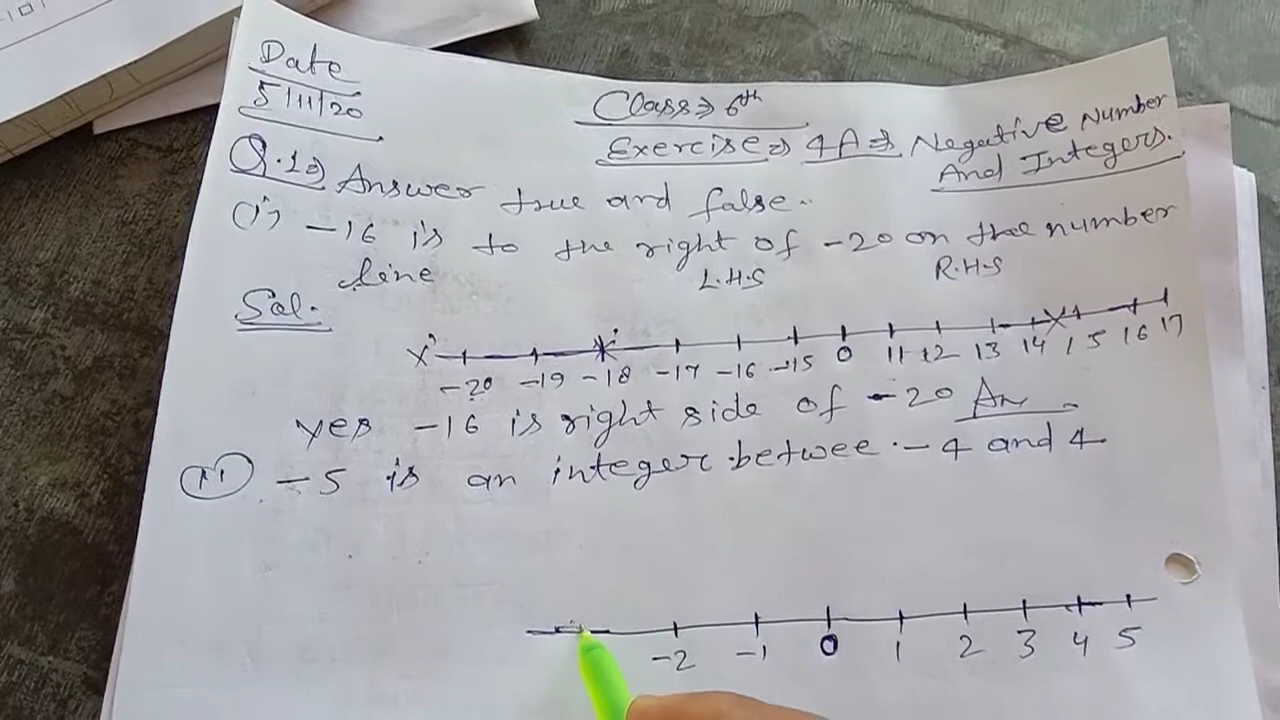 Date
5/11/20
Class⇒ 6th
Exercise⇒ 4A⇒ Negative Number
And Integers.
Q.1⇒ Answer true and false..
(i) -16 is to the right of -20 on the number
line
L.H.S R.H.S
Sol.
-20 -19 -18 -17 -16 -15 0 11 12 13 14 15 16 17
yes -16 is right side of -20 An
-5 is an integer betwee -4 and 4
-2 -1 0 1 2 3 4 5